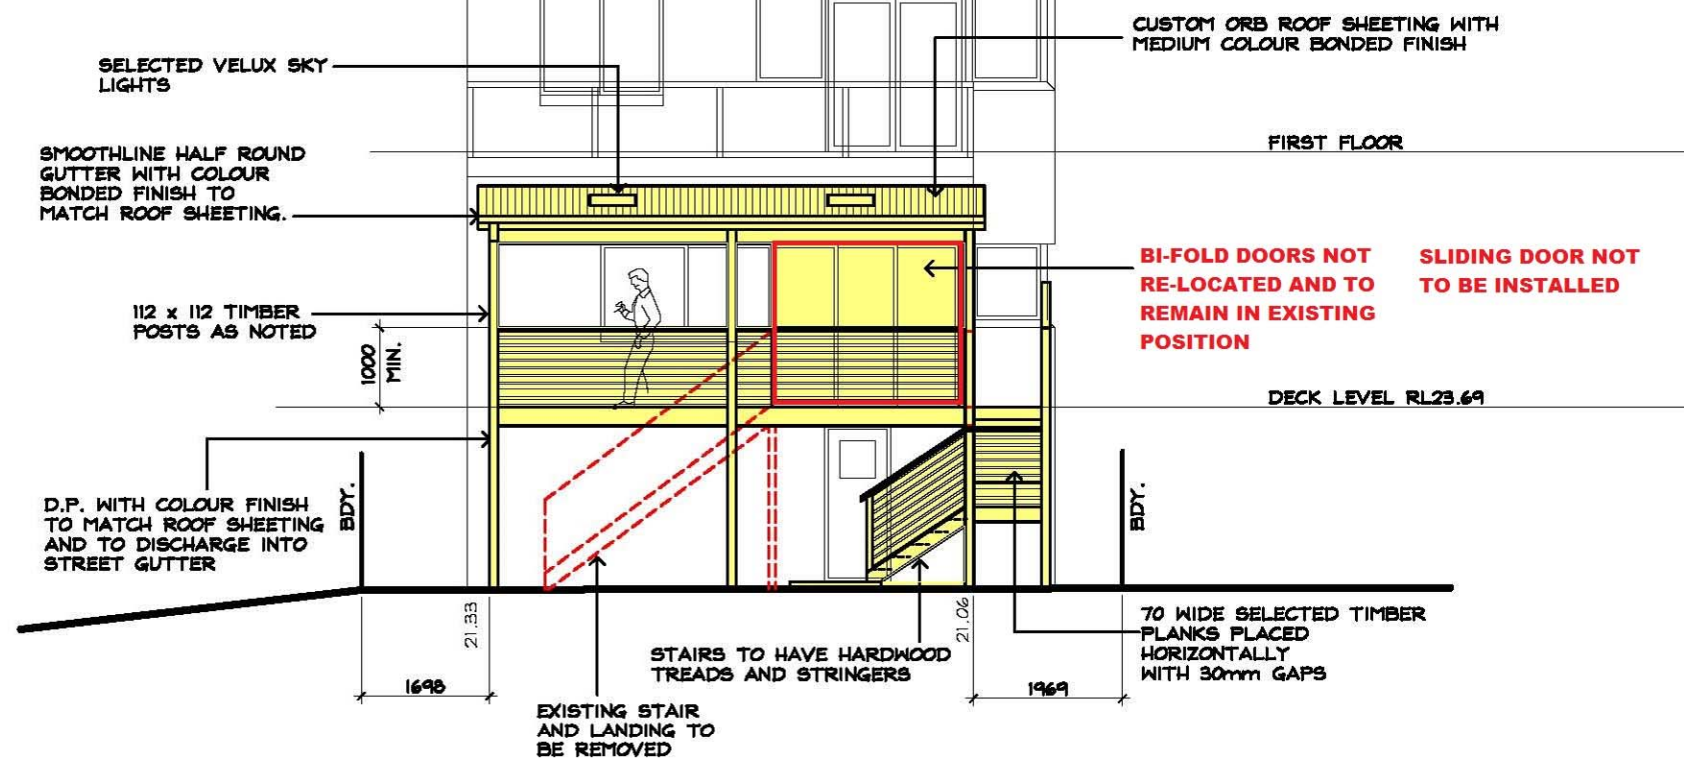 CUSTOM ORB ROOF SHEETING WITH
MEDIUM COLOUR BONDED FINISH
SELECTED VELUX SKY
LIGHTS
FIRST FLOOR
SMOOTHLINE HALF ROUND
GUTTER WITH COLOUR
BONDED FINISH TO
MATCH ROOF SHEETING.
BI-FOLD DOORS NOT
RE-LOCATED AND TO
REMAIN IN EXISTING
POSITION
SLIDING DOOR NOT
TO BE INSTALLED
112 x 112 TIMBER
POSTS AS NOTED
1000
MIN.
DECK LEVEL RL23.69
D.P. WITH COLOUR FINISH
TO MATCH ROOF SHEETING
AND TO DISCHARGE INTO
STREET GUTTER
BDY.
BDY.
21.33
21.06
70 WIDE SELECTED TIMBER
PLANKS PLACED
HORIZONTALLY
WITH 30mm GAPS
STAIRS TO HAVE HARDWOOD
TREADS AND STRINGERS
1698
1969
EXISTING STAIR
AND LANDING TO
BE REMOVED